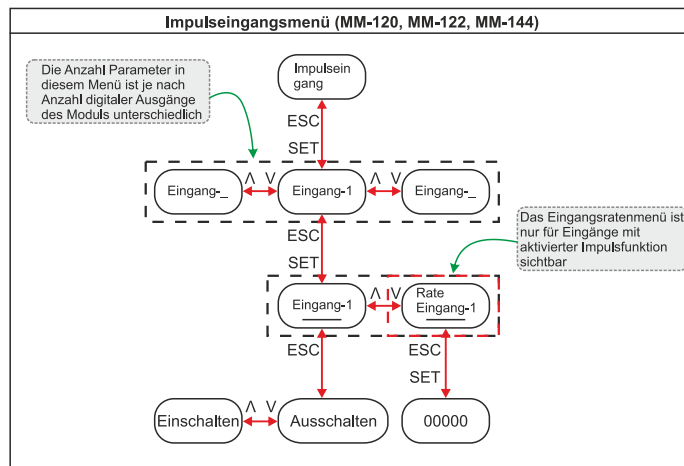 Impulseingangsmenü (MM-120, MM-122, MM-144)
Die Anzahl Parameter in
diesem Menü ist je nach
Anzahl digitaler Ausgänge
des Moduls unterschiedlich
Impulsein
gang
ESC
SET
Eingang-_
Λ V
Eingang-1
Λ V
Eingang-_
ESC
SET
Das Eingangsratenmenü ist
nur für Eingänge mit
aktivierter Impulsfunktion
sichtbar
Eingang-1
Λ V
Rate
Eingang-1
ESC
ESC
SET
Einschalten
Λ V
Ausschalten
00000